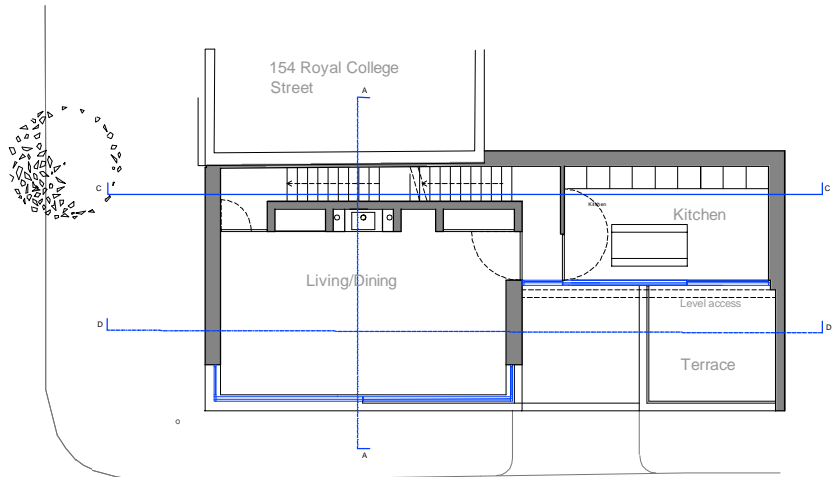 154 Royal College
Street
A
C
C
Kitchen
Kitchen
Living/Dining
Level access
D
D
Terrace
A